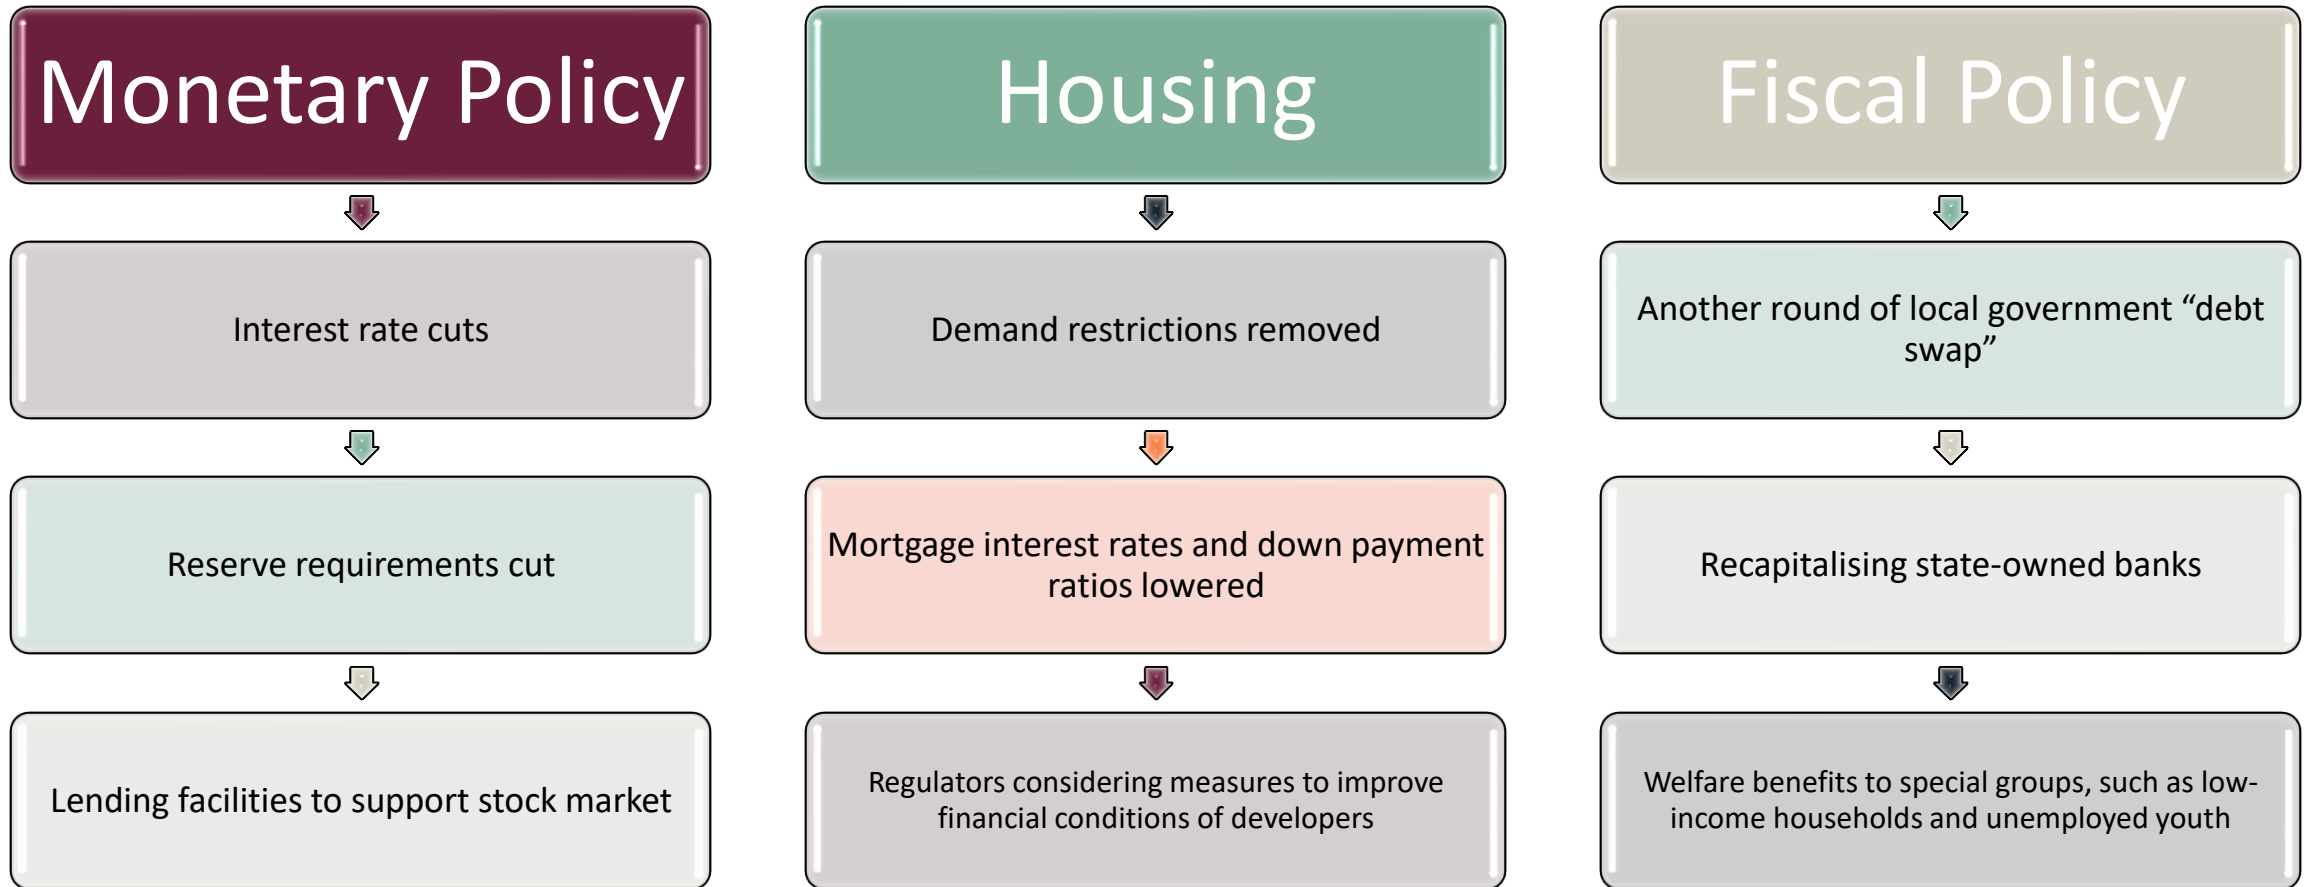 Monetary Policy
Interest rate cuts
Reserve requirements cut
Lending facilities to support stock market
Housing
Demand restrictions removed
Mortgage interest rates and down payment
ratios lowered
Regulators considering measures to improve
financial conditions of developers
Fiscal Policy
Another round of local government “debt
swap”
Recapitalising state-owned banks
Welfare benefits to special groups, such as low-
income households and unemployed youth